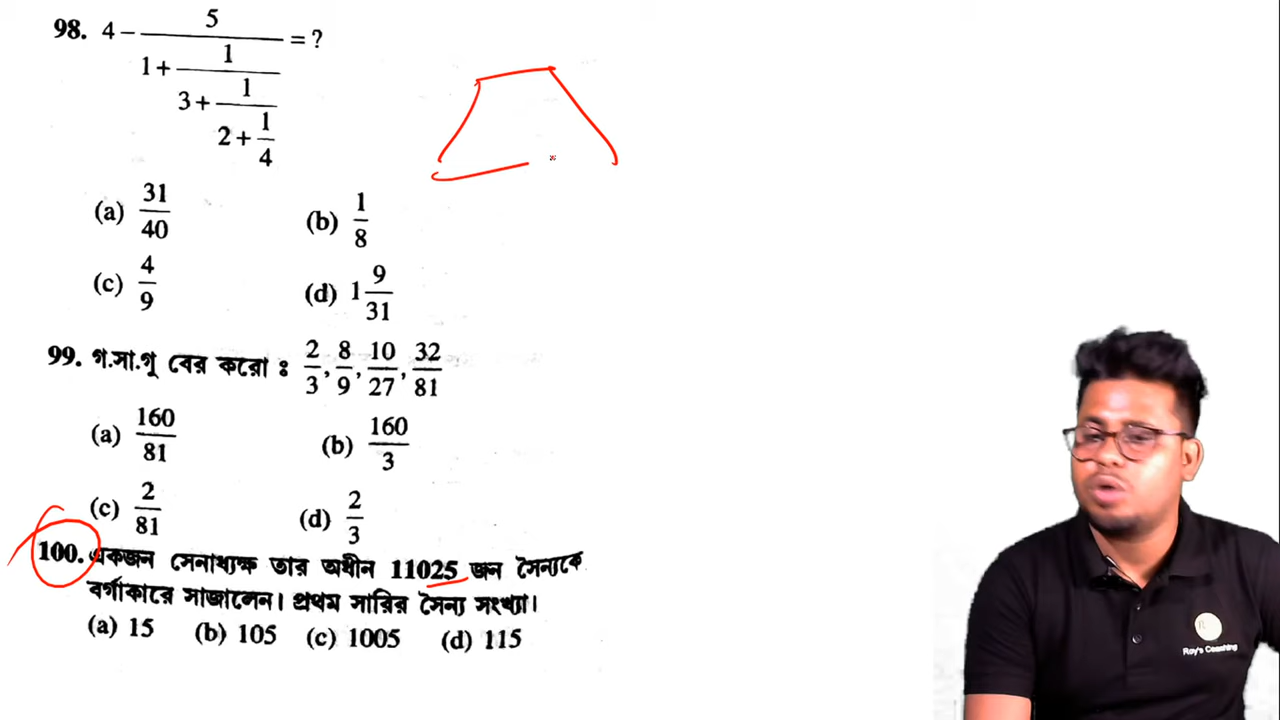 98. 4 - 5/(1 + 1/(3 + 1/(2 + 1/4))) = ?
(a) 31/40 (b) 1/8
(c) 4/9 (d) 1 9/31
99. গ.সা.গু বের করো ঃ 2/3, 8/9, 10/27, 32/81
(a) 160/81 (b) 160/3
(c) 2/81 (d) 2/3
100. একজন সেনাধ্যক্ষ তার অধীন 11025 জন সৈন্যকে
বর্গাকারে সাজালেন। প্রথম সারির সৈন্য সংখ্যা।
(a) 15 (b) 105 (c) 1005 (d) 115
Roy's Coaching